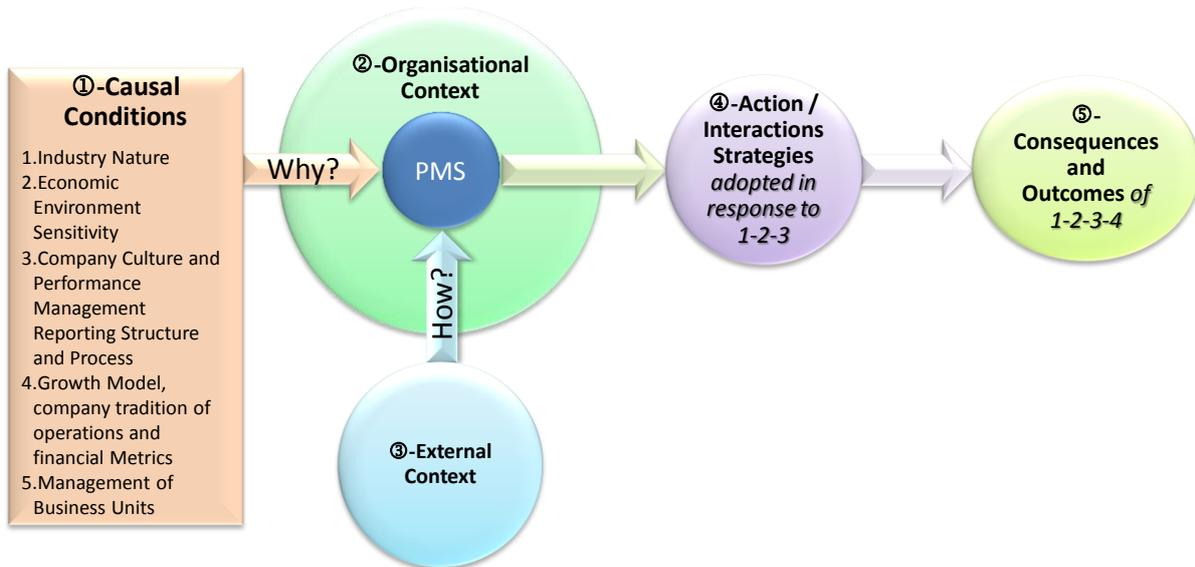 ①-Causal
Conditions
1.Industry Nature
2.Economic
Environment
Sensitivity
3.Company Culture and
Performance
Management
Reporting Structure
and Process
4.Growth Model,
company tradition of
operations and
financial Metrics
5.Management of
Business Units
Why?
②-Organisational
Context
PMS
How?
③-External
Context
④-Action /
Interactions
Strategies
adopted in
response to
1-2-3
⑤-
Consequences
and
Outcomes of
1-2-3-4